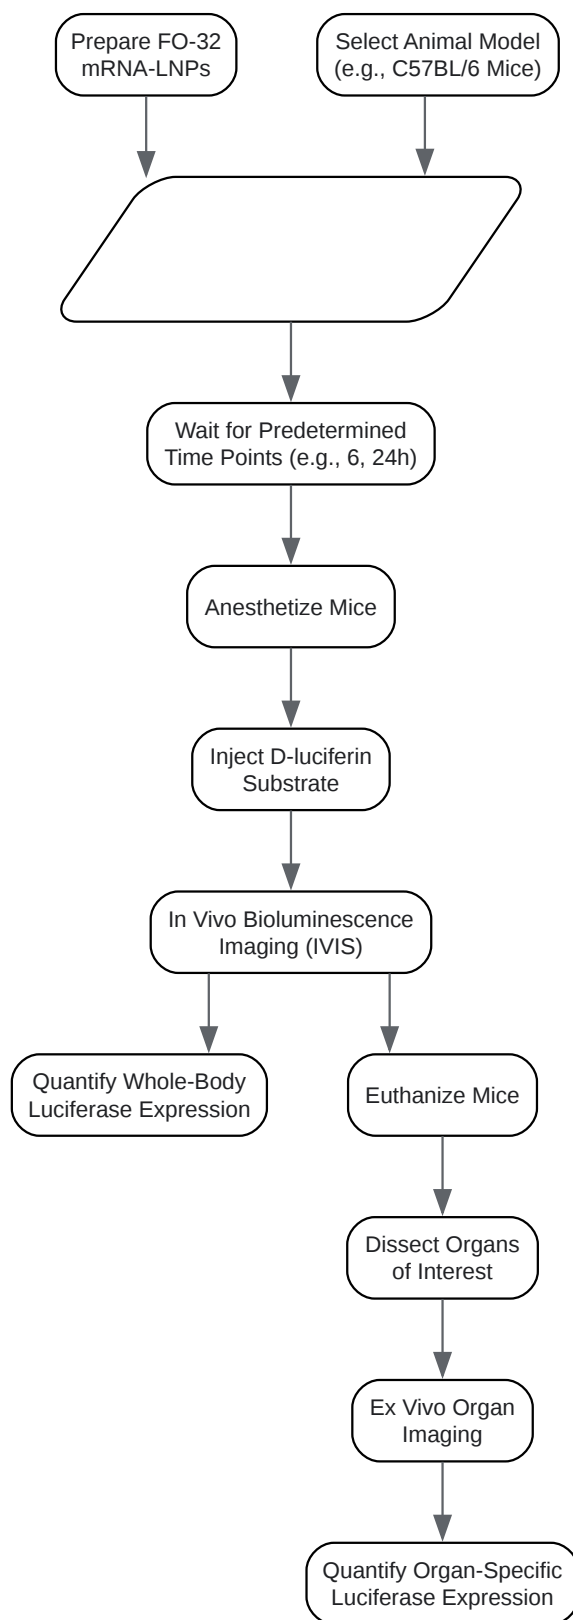 Prepare FO-32
mRNA-LNPs
Select Animal Model
(e.g., C57BL/6 Mice)
Wait for Predetermined
Time Points (e.g., 6, 24h)
Anesthetize Mice
Inject D-luciferin
Substrate
In Vivo Bioluminescence
Imaging (IVIS)
Quantify Whole-Body
Luciferase Expression
Euthanize Mice
Dissect Organs
of Interest
Ex Vivo Organ
Imaging
Quantify Organ-Specific
Luciferase Expression